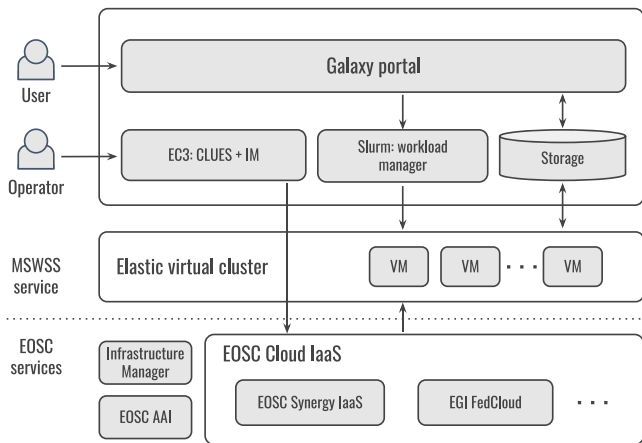 Galaxy portal
User
EC3: CLUES + IM
Slurm: workload
manager
Storage
Operator
MSWSS
service
Elastic virtual cluster
VM
VM
...
VM
EOSC
services
Infrastructure
Manager
EOSC AAI
EOSC Cloud IaaS
EOSC Synergy IaaS
EGI FedCloud
...